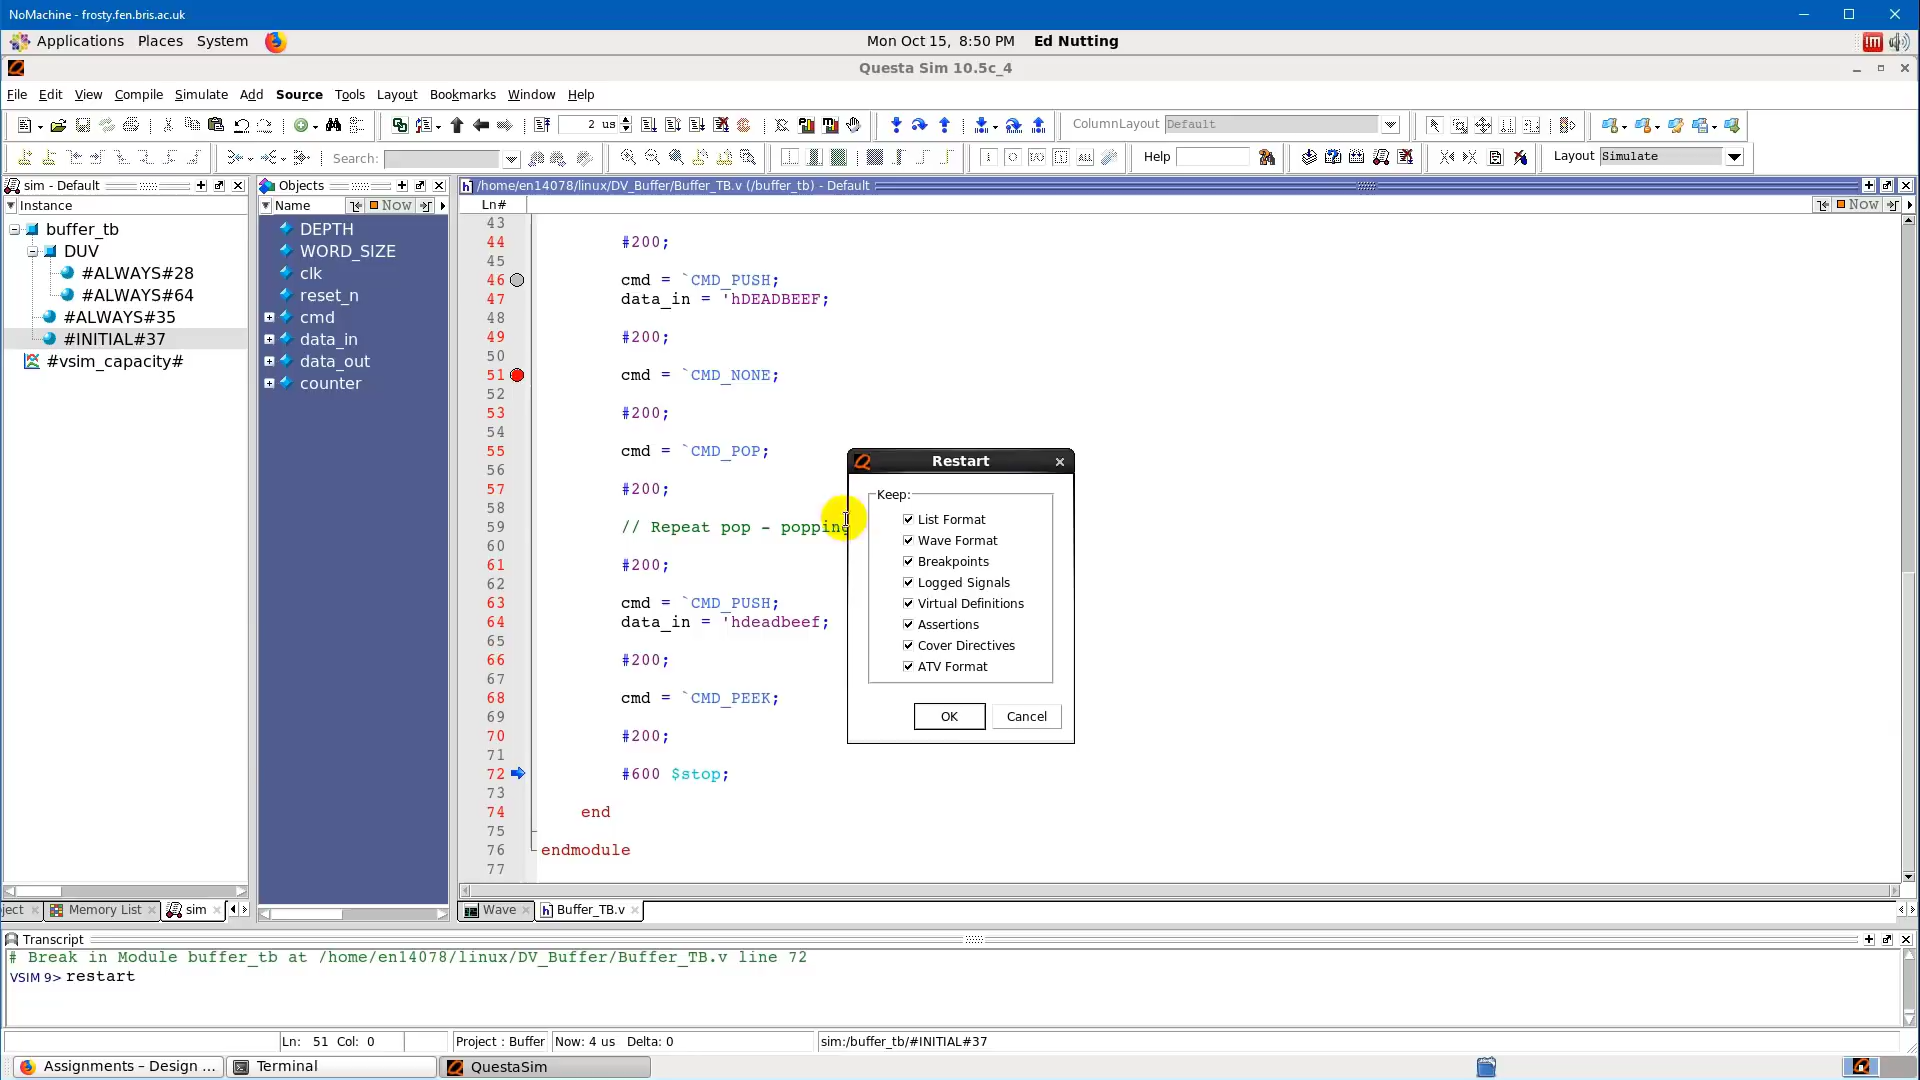 NoMachine - frosty.fen.bris.ac.uk
Applications Places System Mon Oct 15, 8:50 PM Ed Nutting
Questa Sim 10.5c_4
File Edit View Compile Simulate Add Source Tools Layout Bookmarks Window Help
2 us ColumnLayout Default
Search: Help Layout Simulate
sim - Default
Instance
buffer_tb
DUV
#ALWAYS#28
#ALWAYS#64
#ALWAYS#35
#INITIAL#37
#vsim_capacity#
Objects
Name Now
DEPTH
WORD_SIZE
clk
reset_n
cmd
data_in
data_out
counter
/home/en14078/linux/DV_Buffer/Buffer_TB.v (/buffer_tb) - Default
Ln# Now
43
44 #200;
45
46 cmd = `CMD_PUSH;
47 data_in = 'hDEADBEEF;
48
49 #200;
50
51 cmd = `CMD_NONE;
52
53 #200;
54
55 cmd = `CMD_POP;
56
57 #200;
58
59 // Repeat pop - popping
60
61 #200;
62
63 cmd = `CMD_PUSH;
64 data_in = 'hdeadbeef;
65
66 #200;
67
68 cmd = `CMD_PEEK;
69
70 #200;
71
72 #600 $stop;
73
74 end
75
76 endmodule
77
Restart
Keep:
List Format
Wave Format
Breakpoints
Logged Signals
Virtual Definitions
Assertions
Cover Directives
ATV Format
OK Cancel
ject Memory List sim
Wave Buffer_TB.v
Transcript
# Break in Module buffer_tb at /home/en14078/linux/DV_Buffer/Buffer_TB.v line 72
VSIM 9> restart
Ln: 51 Col: 0 Project : Buffer Now: 4 us Delta: 0 sim:/buffer_tb/#INITIAL#37
Assignments – Design ... Terminal QuestaSim